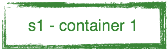 s1 - container 1